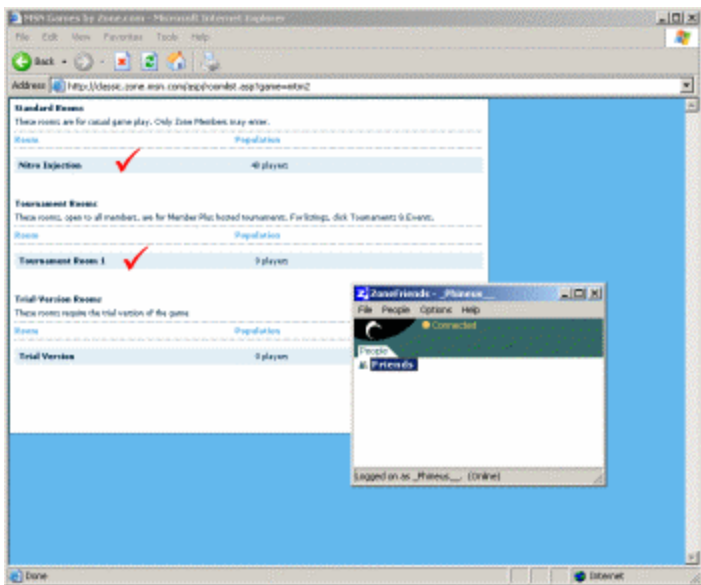 MSN Games by Zone.com - Microsoft Internet Explorer
File Edit View Favorites Tools Help
Back
Address http://classic.zone.msn.com/asp/roomlist.asp?game=mtm2
Standard Rooms
These rooms are for casual game play. Only Zone Members may enter.
Room Population
Nitro Injection 40 players
Tournament Rooms
These rooms, open to all members, are for Member Plus hosted tournaments. For listings, click Tournaments & Events.
Room Population
Tournament Room 1 players
Trial Version Rooms
These rooms require the trial version of the game
Room Population
Trial Version 0 players
ZoneFriends - _Phineus__
File People Options Help
Connected
People
Friends
Logged on as _Phineus__. (Online)
Done Internet